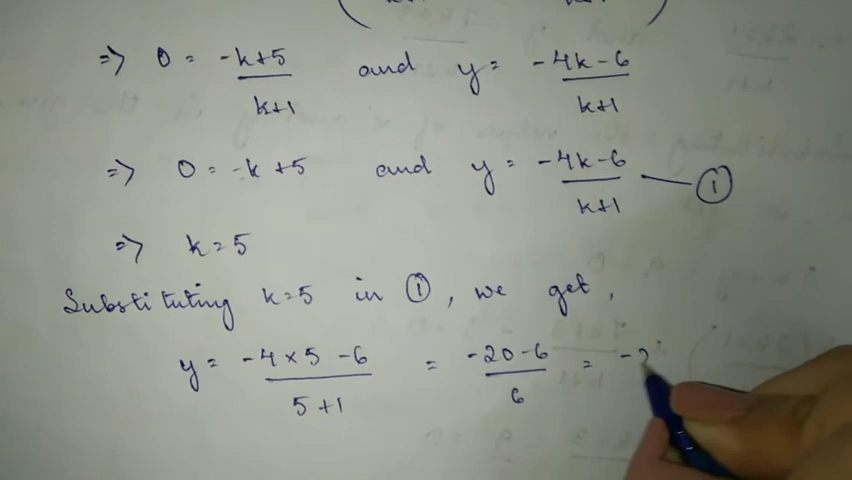 => 0 = -k+5/k+1 and y = -4k-6/k+1
=> 0 = -k+5 and y = -4k-6/k+1 — ①
=> k=5
Substituting k=5 in ①, we get,
y = -4×5-6/5+1 = -20-6/6 = -2